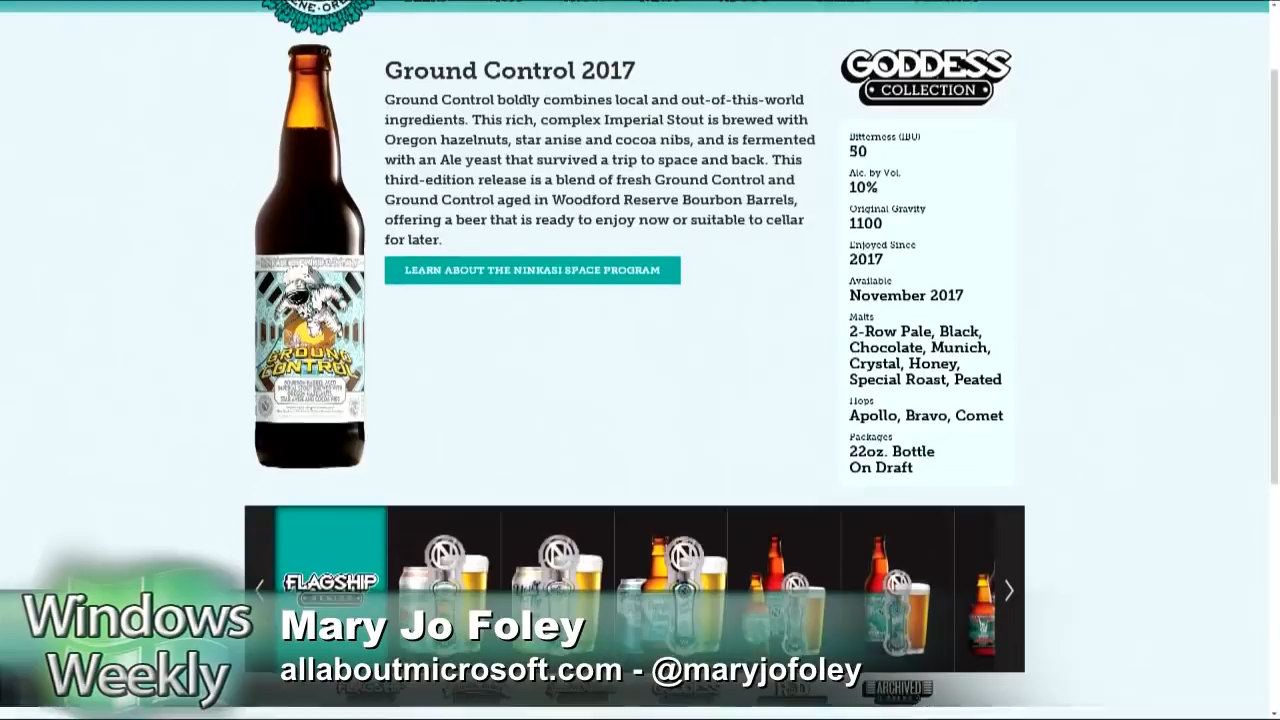 ENE·ORE
Ground Control 2017
Ground Control boldly combines local and out-of-this-world
ingredients. This rich, complex Imperial Stout is brewed with
Oregon hazelnuts, star anise and cocoa nibs, and is fermented
with an Ale yeast that survived a trip to space and back. This
third-edition release is a blend of fresh Ground Control and
Ground Control aged in Woodford Reserve Bourbon Barrels,
offering a beer that is ready to enjoy now or suitable to cellar
for later.
LEARN ABOUT THE NINKASI SPACE PROGRAM
GODDESS
COLLECTION
Bitterness (IBU)
50
Alc. by Vol.
10%
Original Gravity
1100
Enjoyed Since
2017
Available
November 2017
Malts
2-Row Pale, Black,
Chocolate, Munich,
Crystal, Honey,
Special Roast, Peated
Hops
Apollo, Bravo, Comet
Packages
22oz. Bottle
On Draft
GROUND
CONTROL
FLAGSHIP
Windows
Weekly
Mary Jo Foley
allaboutmicrosoft.com - @maryjofoley
ARCHIVED